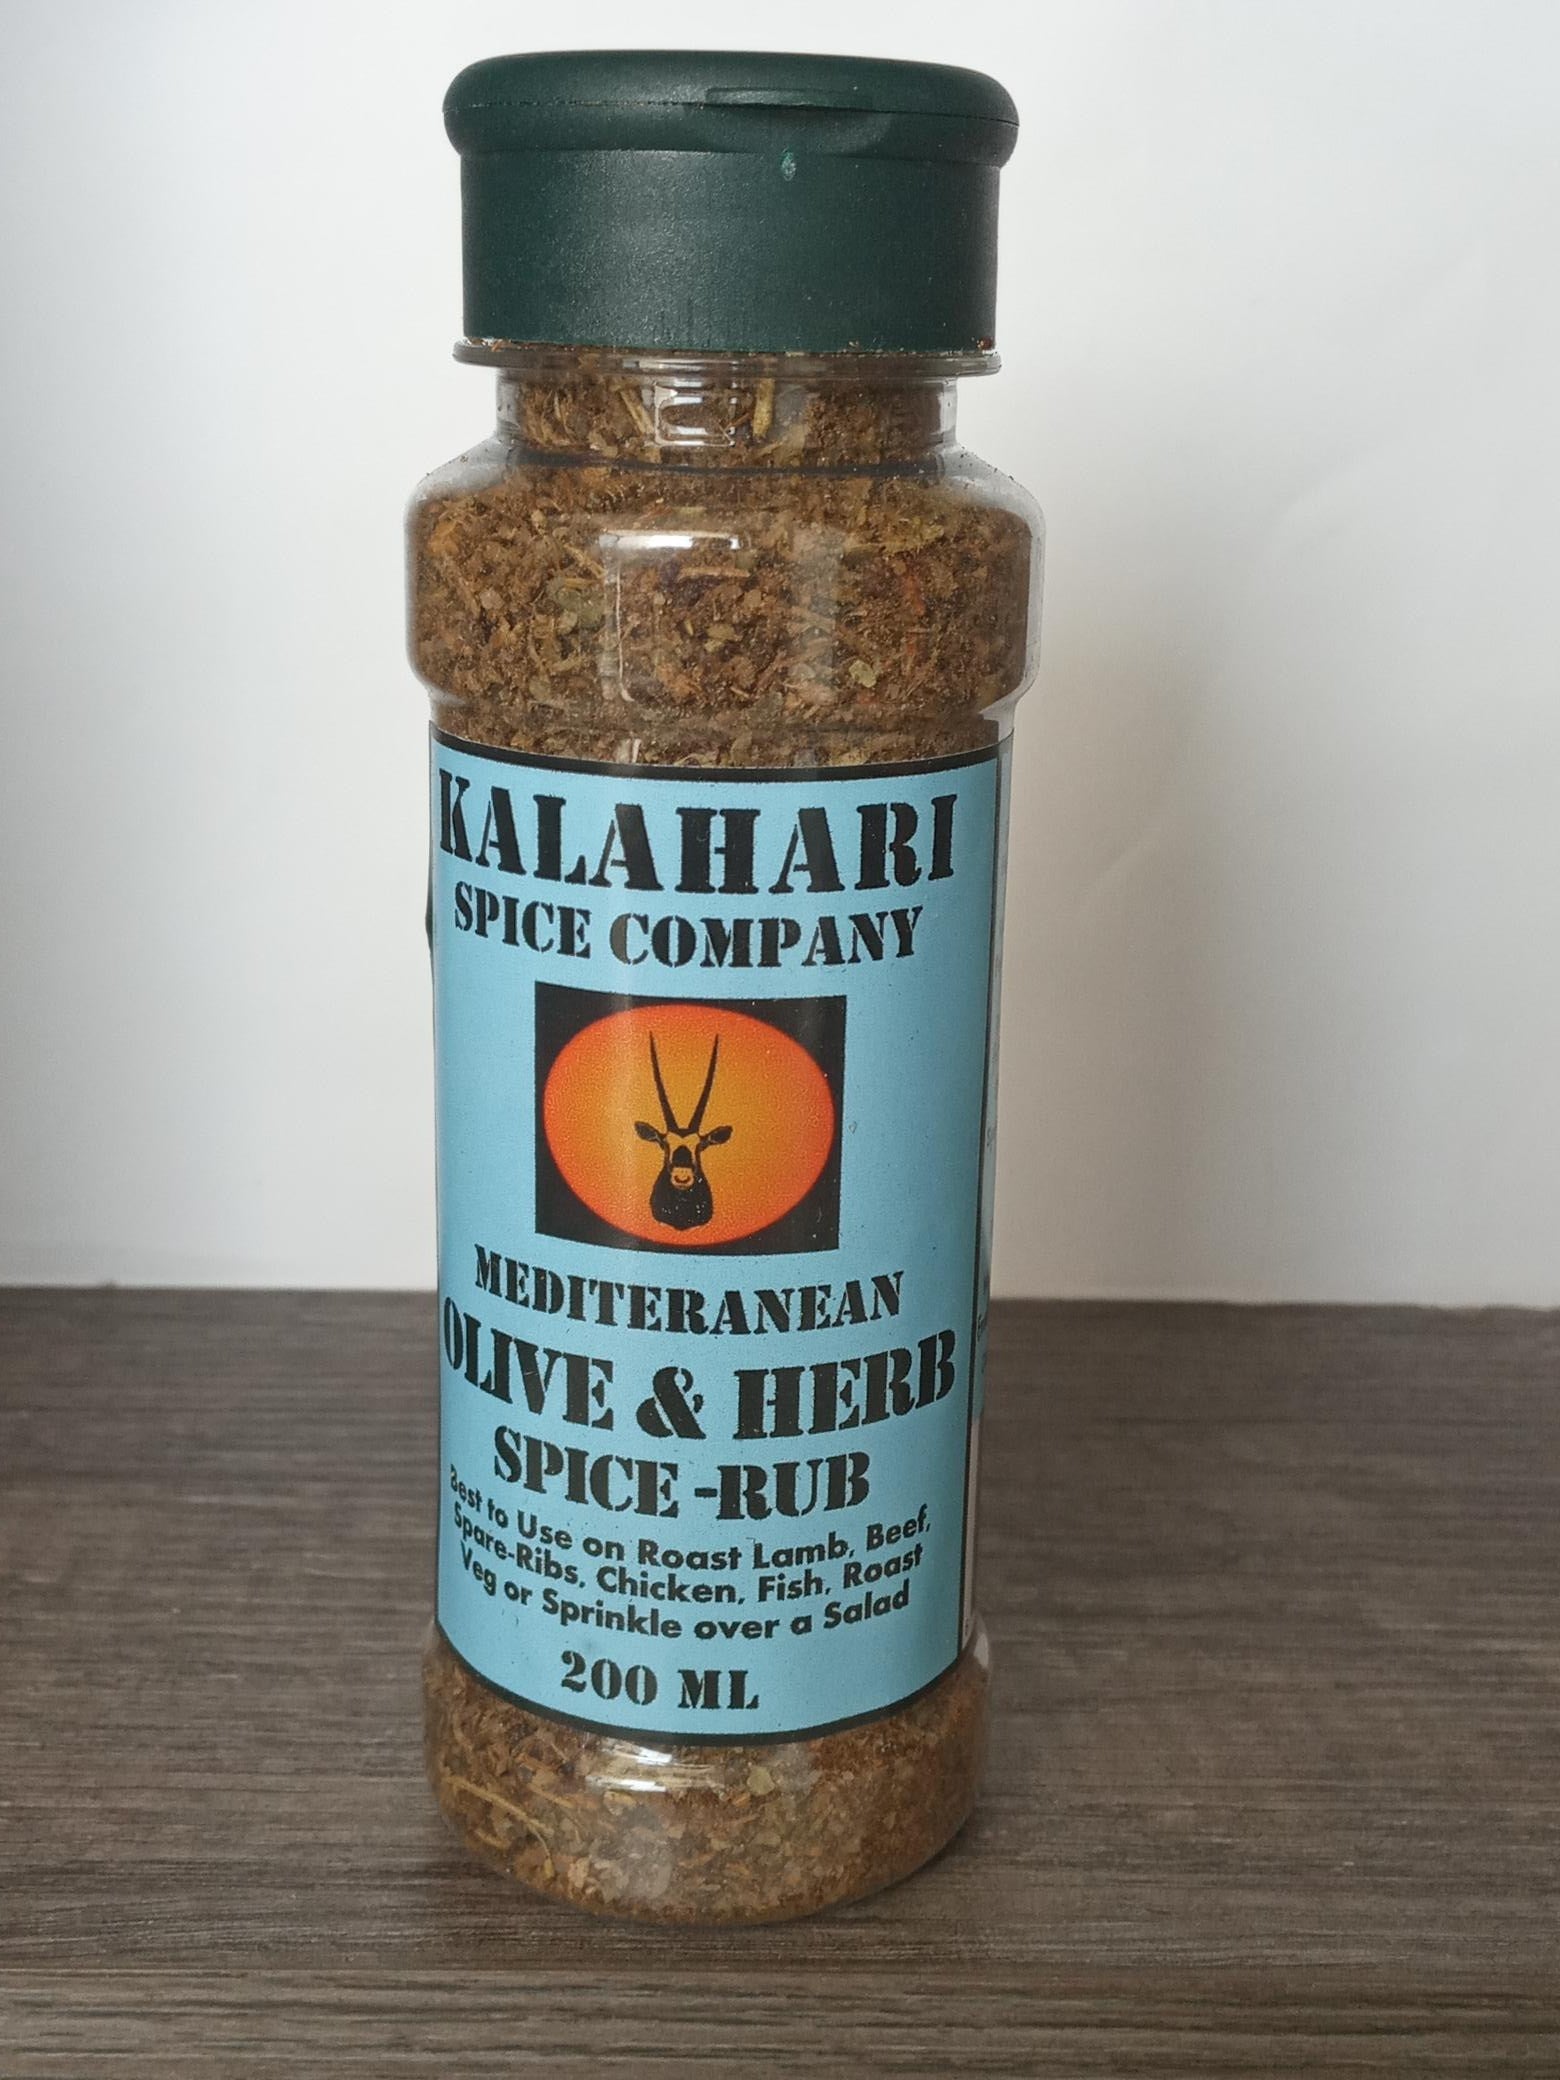 KALAHARI
SPICE COMPANY
MEDITERANEAN
OLIVE & HERB
SPICE-RUB
Best to Use on Roast Lamb, Beef,
Spare-Ribs, Chicken, Fish, Roast
Veg or Sprinkle over a Salad
200 ML